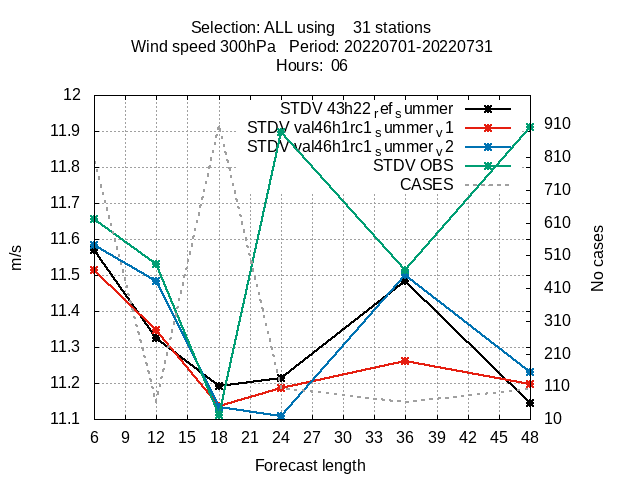 Selection: ALL using    31 stations
Wind speed 300hPa   Period: 20220701-20220731
Hours:  06
STDV 43h22refsummer
STDV val46h1rc1summerv1
STDV val46h1rc1summerv2
STDV OBS
CASES
12
11.9
11.8
11.7
11.6
11.5
11.4
11.3
11.2
11.1
m/s
910
810
710
610
510
410
310
210
110
10
No cases
6 9 12 15 18 21 24 27 30 33 36 39 42 45 48
Forecast length